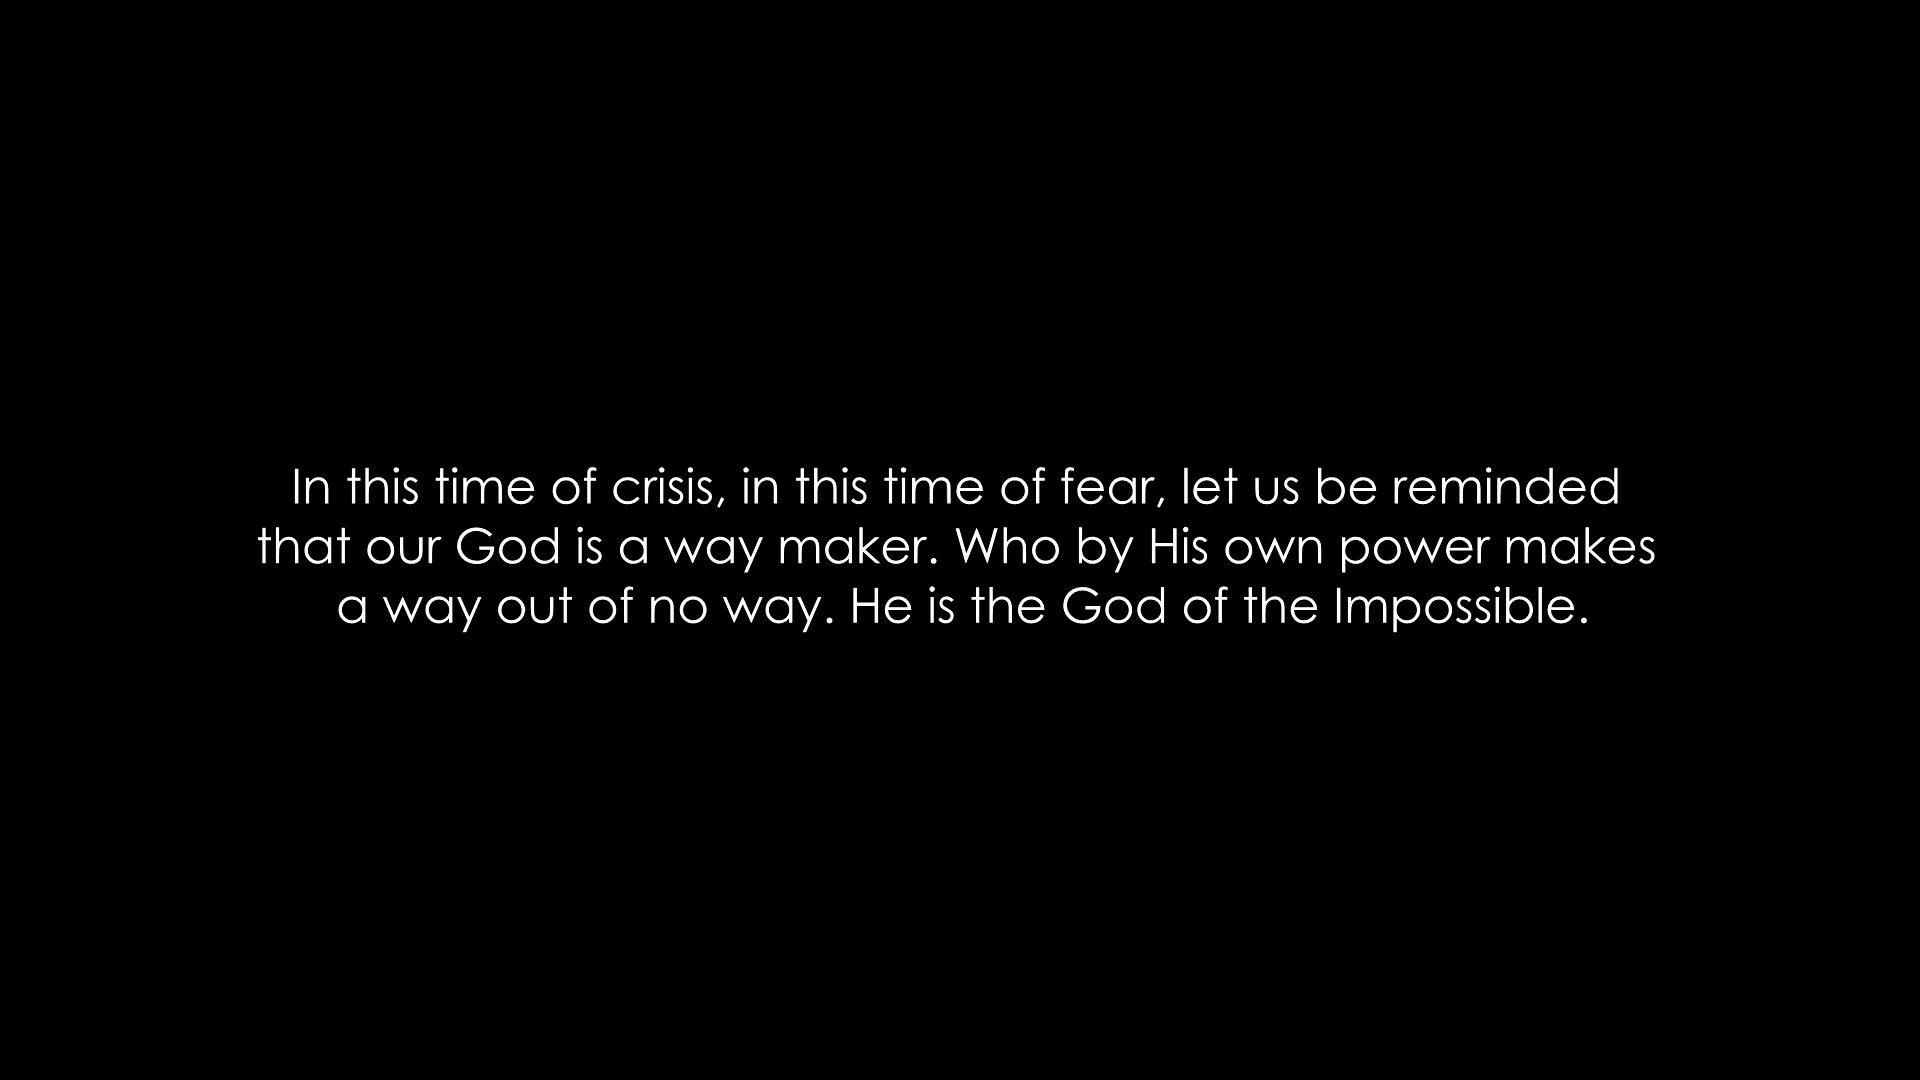 In this time of crisis, in this time of fear, let us be reminded
that our God is a way maker. Who by His own power makes
a way out of no way. He is the God of the Impossible.